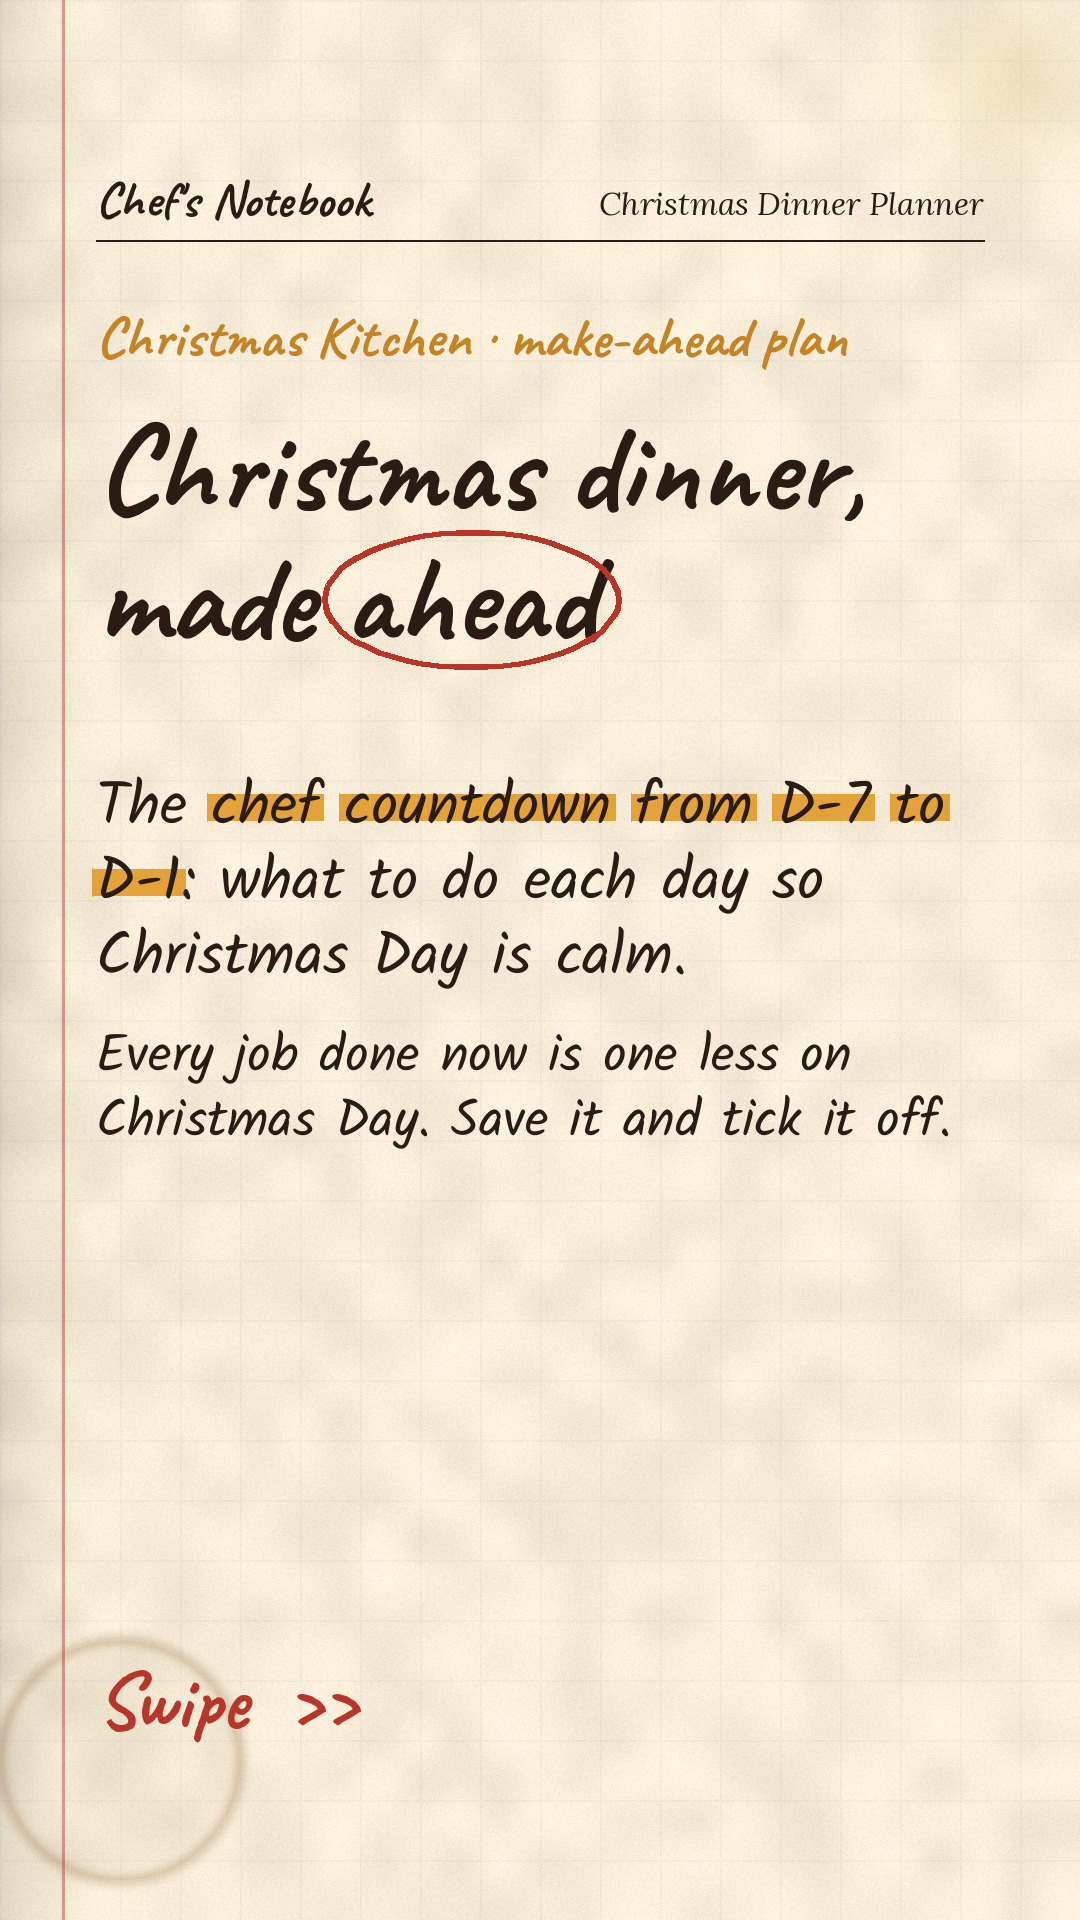 Chef's Notebook
Christmas Dinner Planner
Christmas Kitchen · make-ahead plan
Christmas dinner,
made ahead
The chef countdown from D-7 to
D-1: what to do each day so
Christmas Day is calm.
Every job done now is one less on
Christmas Day. Save it and tick it off.
Swipe >>